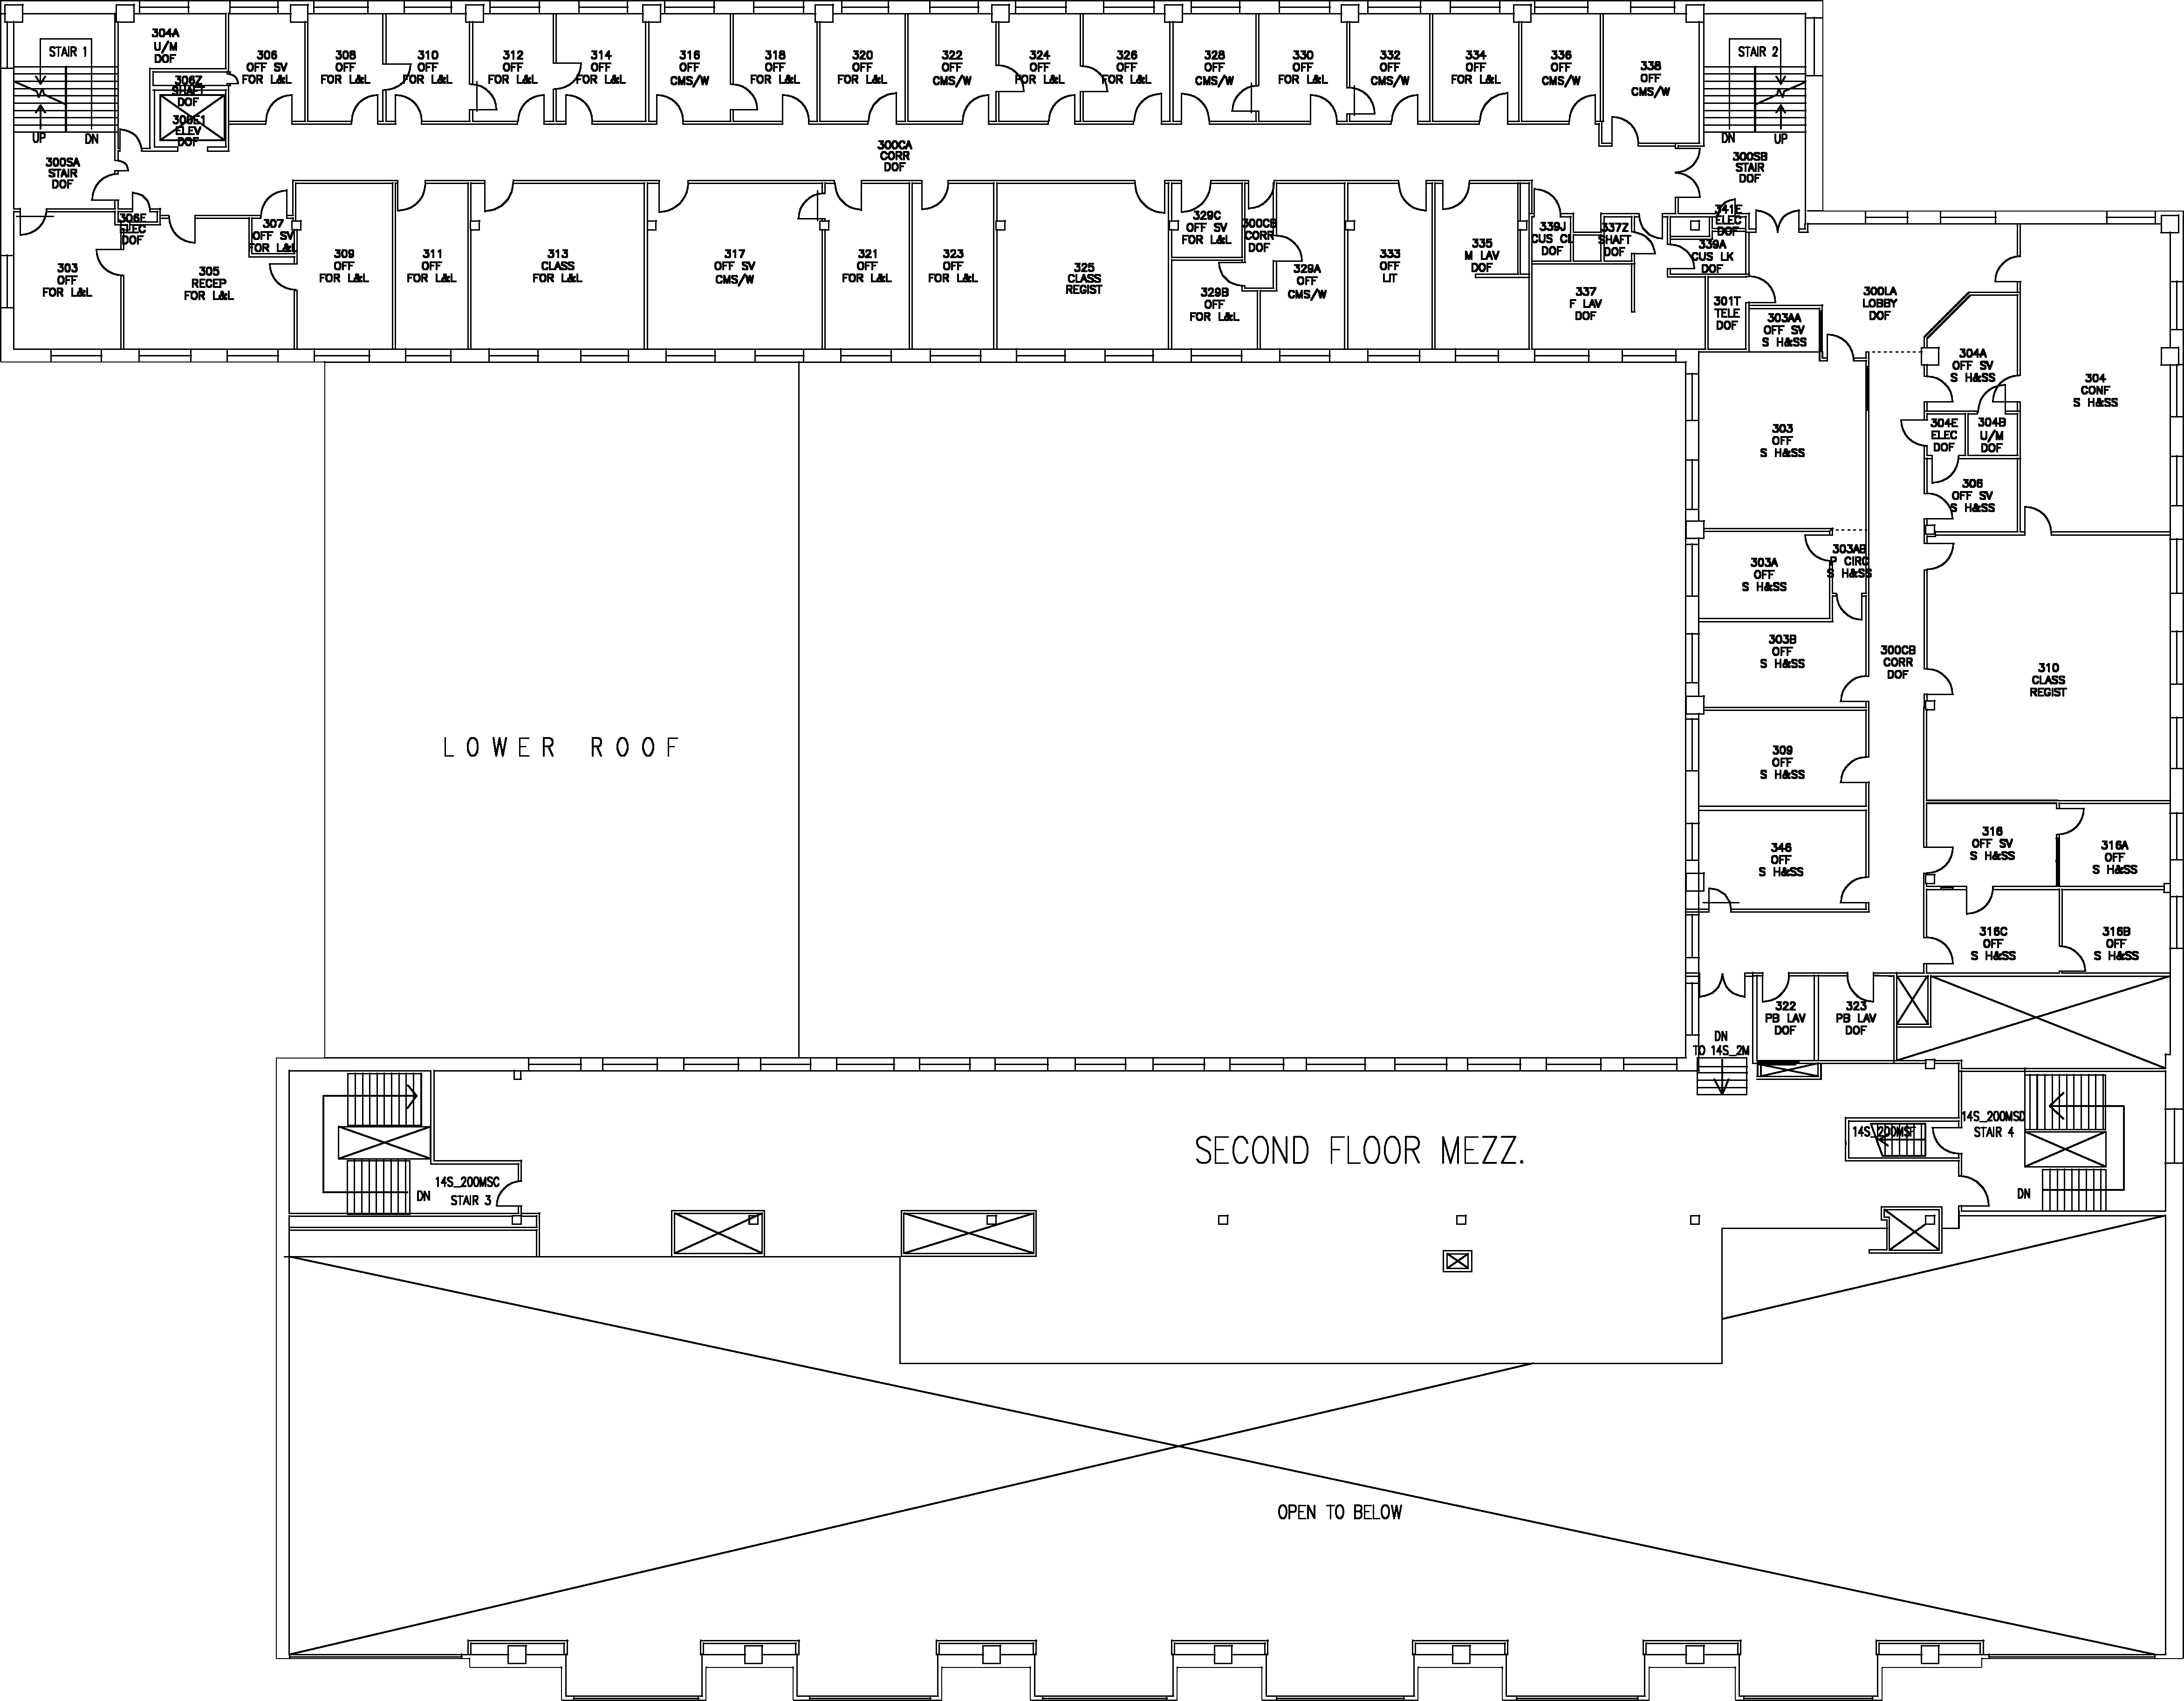 STAIR 1
UP
DN
300SA
STAIR
DOF
304A
U/M
DOF
306Z
SHAFT
DOF
300E1
ELEV
DOF
306
OFF SV
FOR L&L
308
OFF
FOR L&L
310
OFF
FOR L&L
312
OFF
FOR L&L
314
OFF
FOR L&L
316
OFF
CMS/W
318
OFF
FOR L&L
320
OFF
FOR L&L
322
OFF
CMS/W
324
OFF
FOR L&L
326
OFF
FOR L&L
328
OFF
CMS/W
330
OFF
FOR L&L
332
OFF
CMS/W
334
OFF
FOR L&L
336
OFF
CMS/W
338
OFF
CMS/W
STAIR 2
DN
UP
300SB
STAIR
DOF
300CA
CORR
DOF
303
OFF
FOR L&L
306E
ELEC
DOF
305
RECEP
FOR L&L
307
OFF SV
FOR L&L
309
OFF
FOR L&L
311
OFF
FOR L&L
313
CLASS
FOR L&L
317
OFF SV
CMS/W
321
OFF
FOR L&L
323
OFF
FOR L&L
325
CLASS
REGIST
329C
OFF SV
FOR L&L
329B
OFF
FOR L&L
300CB
CORR
DOF
329A
OFF
CMS/W
333
OFF
LIT
335
M LAV
DOF
339J
CUS CL
DOF
337Z
SHAFT
DOF
337
F LAV
DOF
341E
ELEC
DOF
339A
CUS LK
DOF
301T
TELE
DOF
303AA
OFF SV
S H&SS
300LA
LOBBY
DOF
304A
OFF SV
S H&SS
304
CONF
S H&SS
303
OFF
S H&SS
304E
ELEC
DOF
304B
U/M
DOF
306
OFF SV
S H&SS
303A
OFF
S H&SS
303AB
P CIRC
S H&SS
303B
OFF
S H&SS
300CB
CORR
DOF
310
CLASS
REGIST
309
OFF
S H&SS
346
OFF
S H&SS
316
OFF SV
S H&SS
316A
OFF
S H&SS
316C
OFF
S H&SS
316B
OFF
S H&SS
322
PB LAV
DOF
323
PB LAV
DOF
DN
TO 14S_2M
LOWER ROOF
SECOND FLOOR MEZZ.
14S_200MSC
STAIR 3
DN
14S_200MSF
14S_200MSD
STAIR 4
DN
OPEN TO BELOW